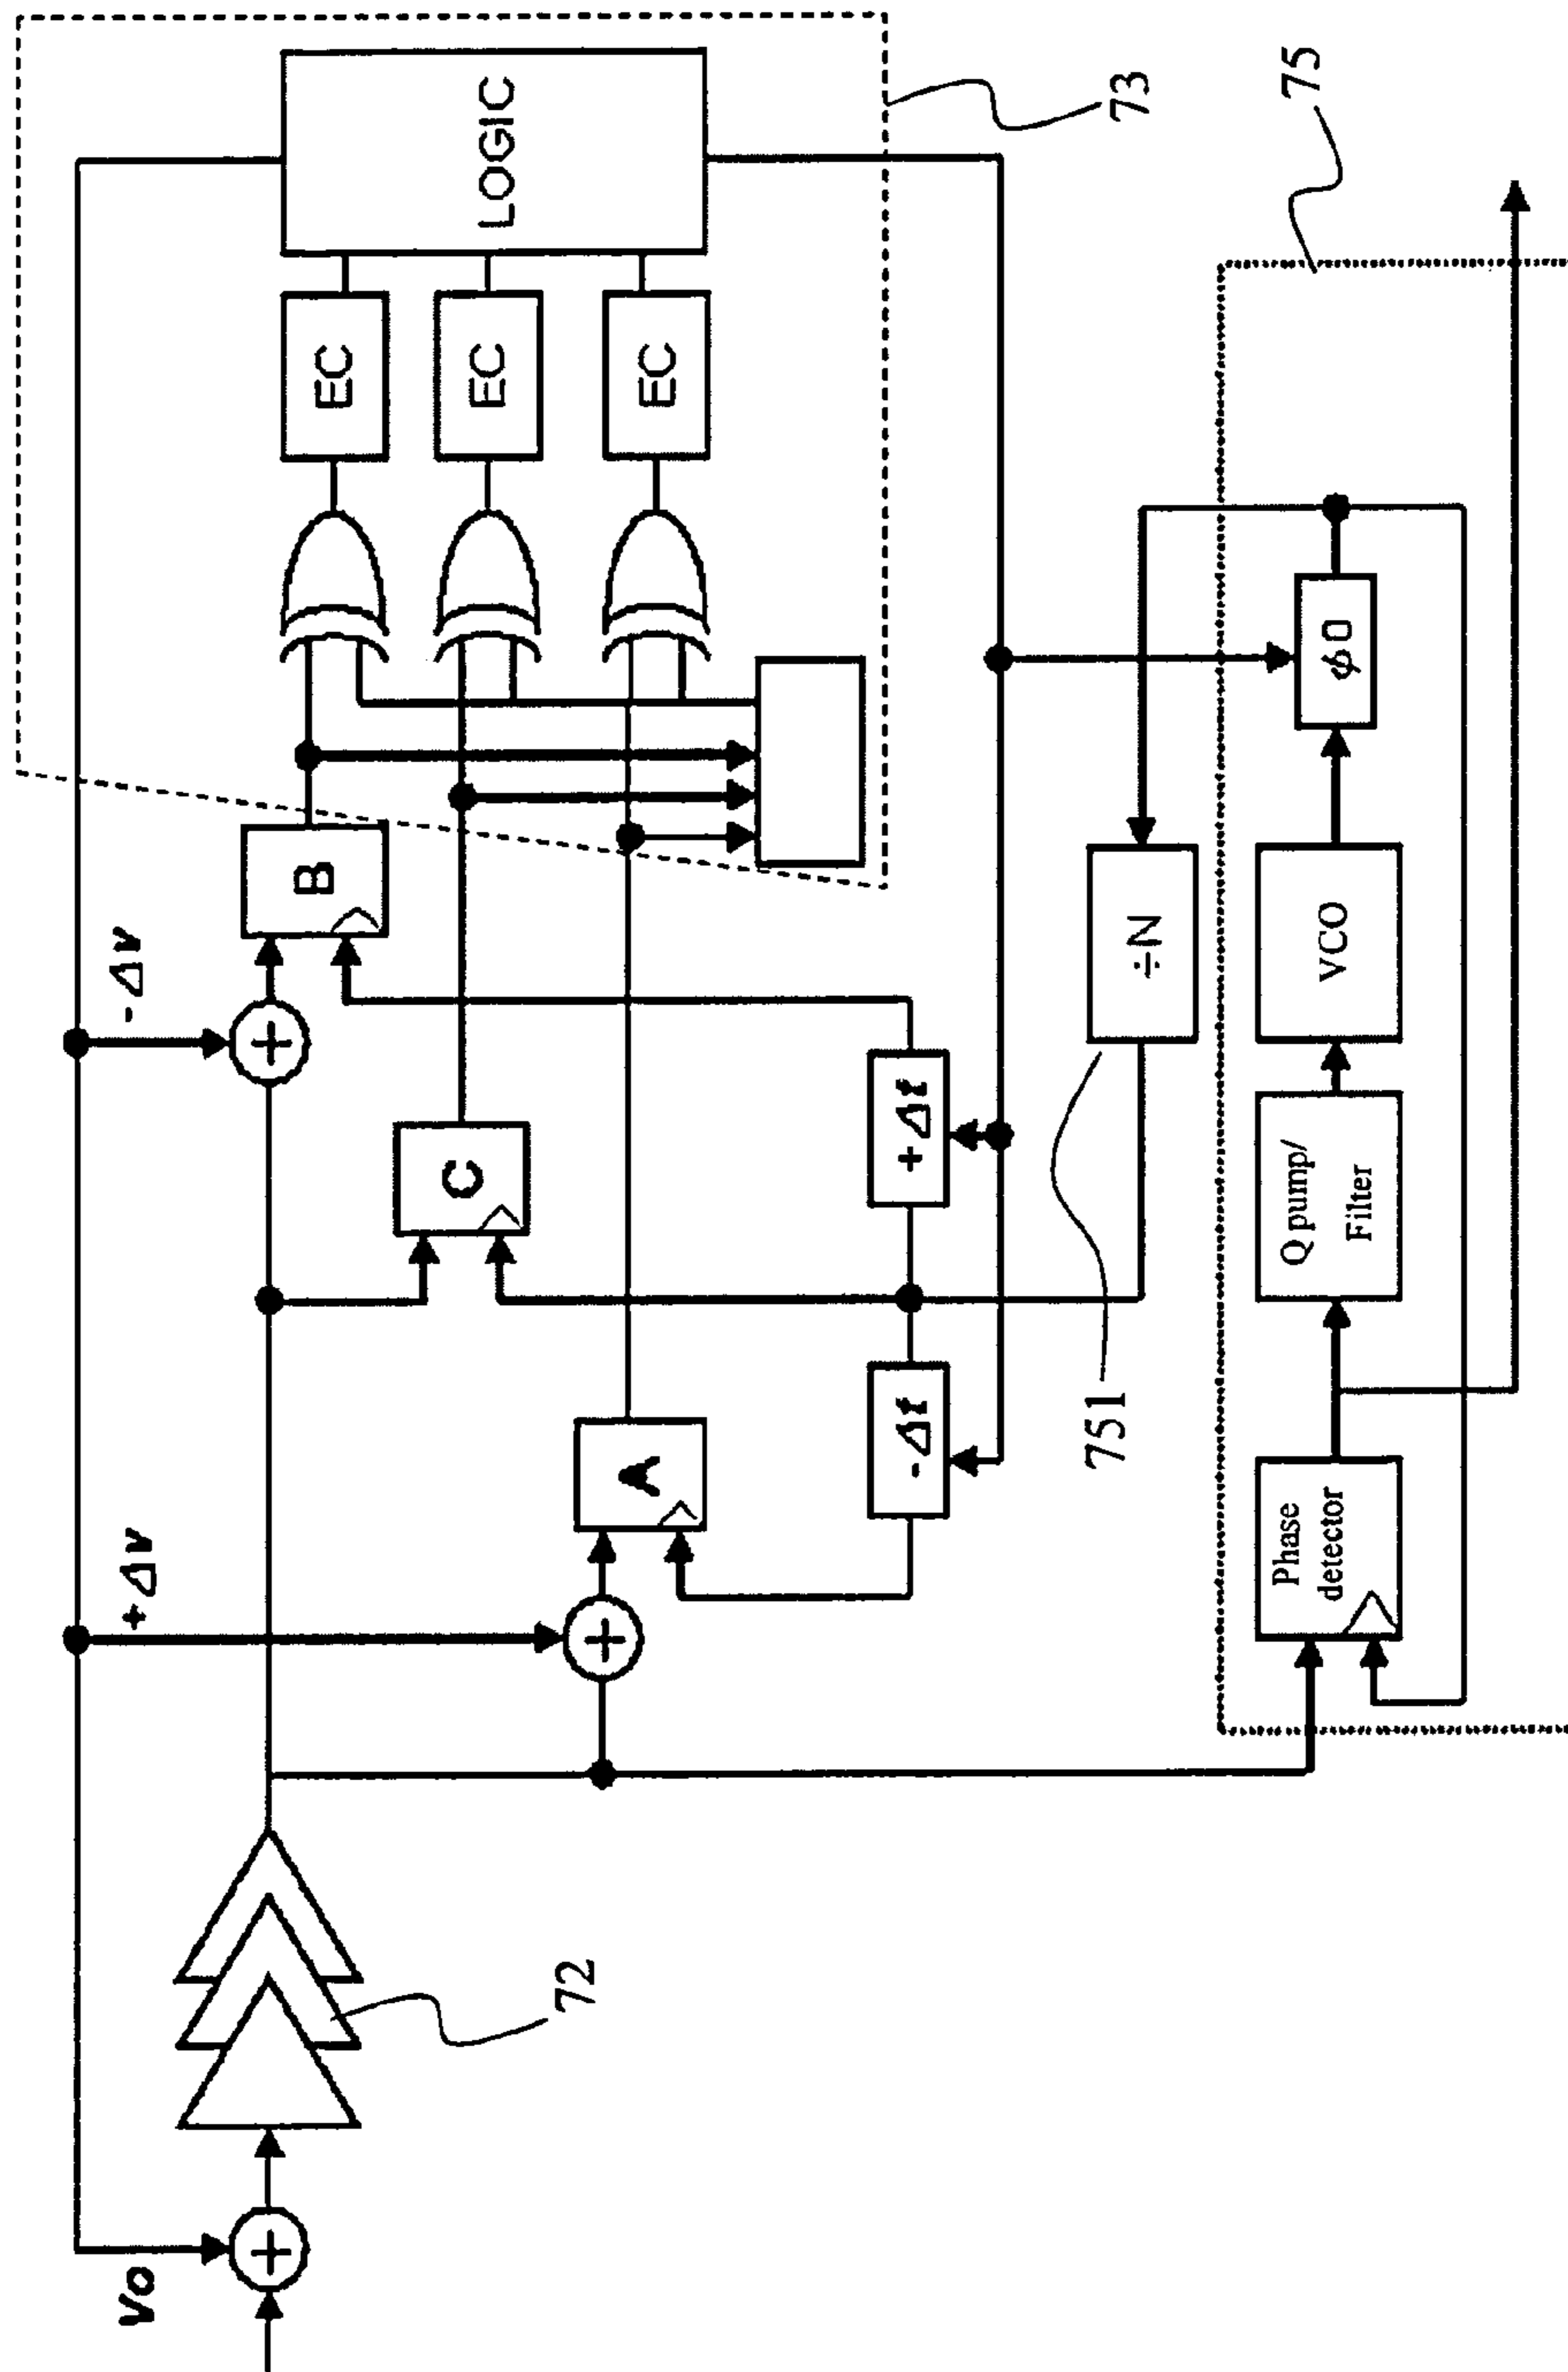 Vo
+Δv
-Δv
72
A
C
B
-Δt
+Δt
EC
EC
EC
LOGIC
73
751
÷N
75
Phase
detector
Q pump/
Filter
VCO
ϕ0